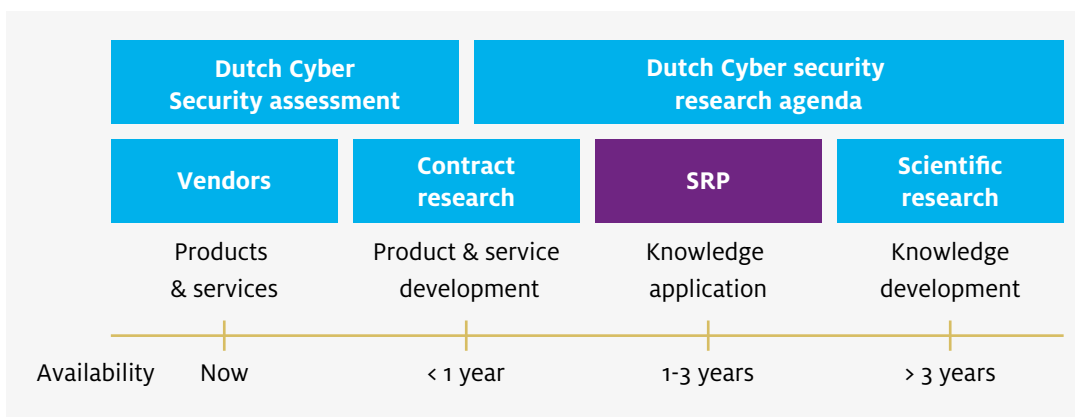 Dutch Cyber
Security assessment
Dutch Cyber security
research agenda
Vendors
Contract
research
SRP
Scientific
research
Products
& services
Product & service
development
Knowledge
application
Knowledge
development
Availability
Now
< 1 year
1-3 years
> 3 years